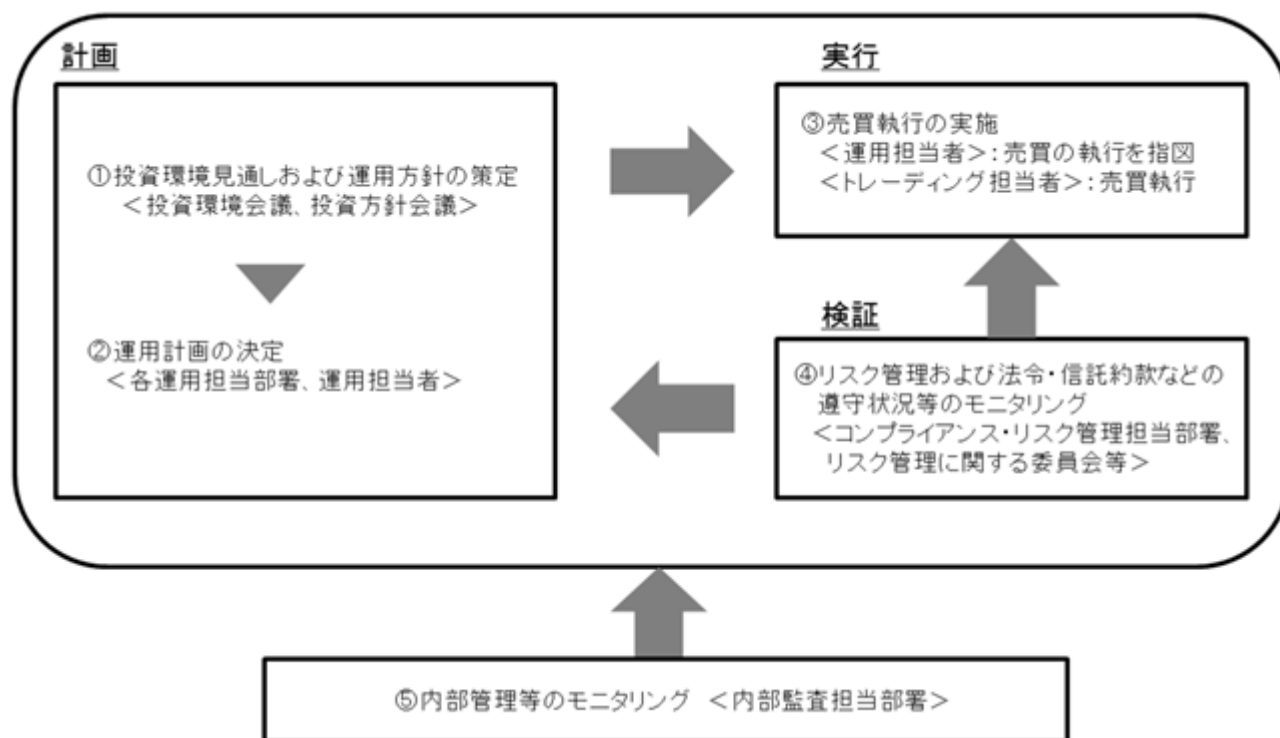 計画
①投資環境見通しおよび運用方針の策定
＜投資環境会議、投資方針会議＞
②運用計画の決定
＜各運用担当部署、運用担当者＞
実行
③売買執行の実施
＜運用担当者＞：売買の執行を指図
＜トレーディング担当者＞：売買執行
検証
④リスク管理および法令・信託約款などの
遵守状況等のモニタリング
＜コンプライアンス・リスク管理担当部署、
リスク管理に関する委員会等＞
⑤内部管理等のモニタリング ＜内部監査担当部署＞